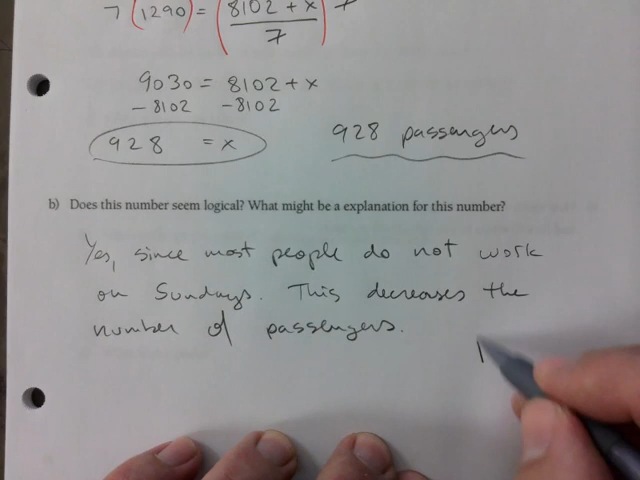 7 (1290) = (8102 + x / 7) 7
9030 = 8102 + x
- 8102 - 8102
928 = x
928 passengers
b) Does this number seem logical? What might be a explanation for this number?
Yes, since most people do not work
on Sundays. This decreases the
number of passengers.